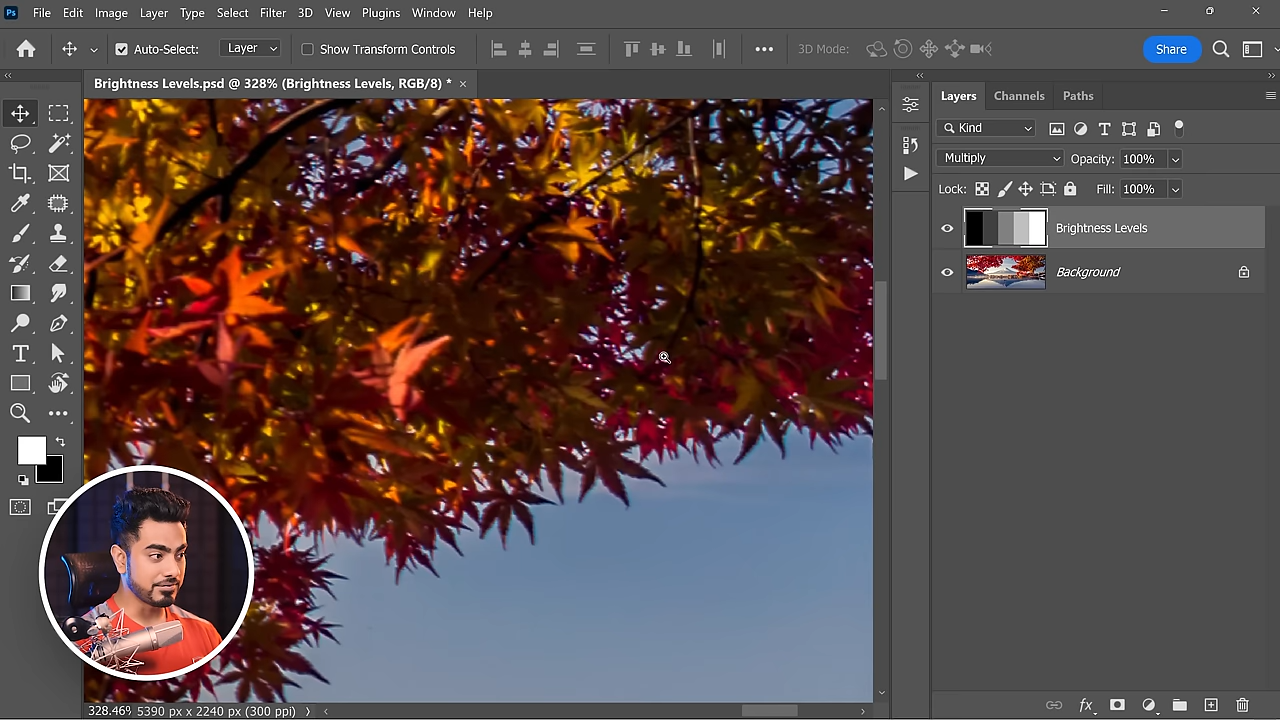 Ps File Edit Image Layer Type Select Filter 3D View Plugins Window Help
Auto-Select: Layer Show Transform Controls 3D Mode: Share
Brightness Levels.psd @ 328% (Brightness Levels, RGB/8) *
Layers Channels Paths
Kind
Multiply Opacity: 100%
Lock: Fill: 100%
Brightness Levels
Background
328.46% 5390 px x 2240 px (300 ppi)
fx